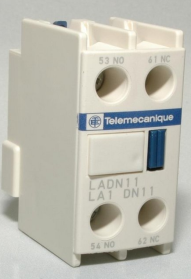 53 NO 61 NC
Telemecanique
LADN11
LA1 DN11
54 NO 62 NC